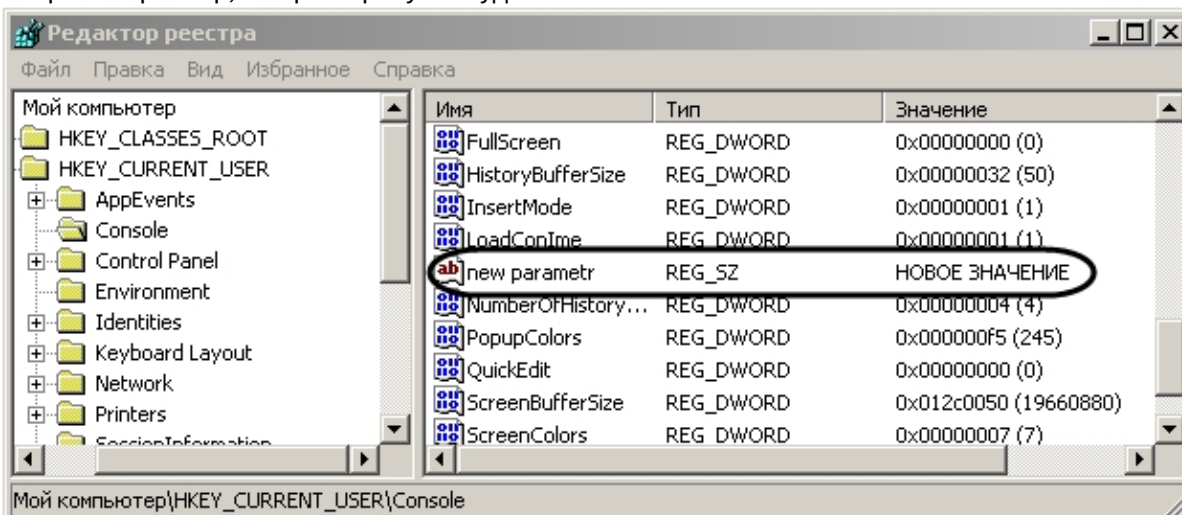 Редактор реестра
Файл Правка Вид Избранное Справка
Мой компьютер
HKEY_CLASSES_ROOT
HKEY_CURRENT_USER
AppEvents
Console
Control Panel
Environment
Identities
Keyboard Layout
Network
Printers
SessionInformation
Имя Тип Значение
FullScreen REG_DWORD 0x00000000 (0)
HistoryBufferSize REG_DWORD 0x00000032 (50)
InsertMode REG_DWORD 0x00000001 (1)
LoadConIme REG_DWORD 0x00000001 (1)
new parametr REG_SZ НОВОЕ ЗНАЧЕНИЕ
NumberOfHistory... REG_DWORD 0x00000004 (4)
PopupColors REG_DWORD 0x000000f5 (245)
QuickEdit REG_DWORD 0x00000000 (0)
ScreenBufferSize REG_DWORD 0x012c0050 (19660880)
ScreenColors REG_DWORD 0x00000007 (7)
Мой компьютер\HKEY_CURRENT_USER\Console